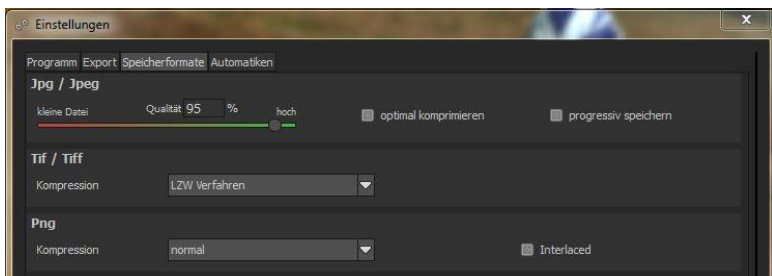 Einstellungen
x
Programm Export Speicherformate Automatiken
Jpg / Jpeg
kleine Datei Qualität 95 % hoch optimal komprimieren progressiv speichern
Tif / Tiff
Kompression LZW Verfahren
Png
Kompression normal Interlaced